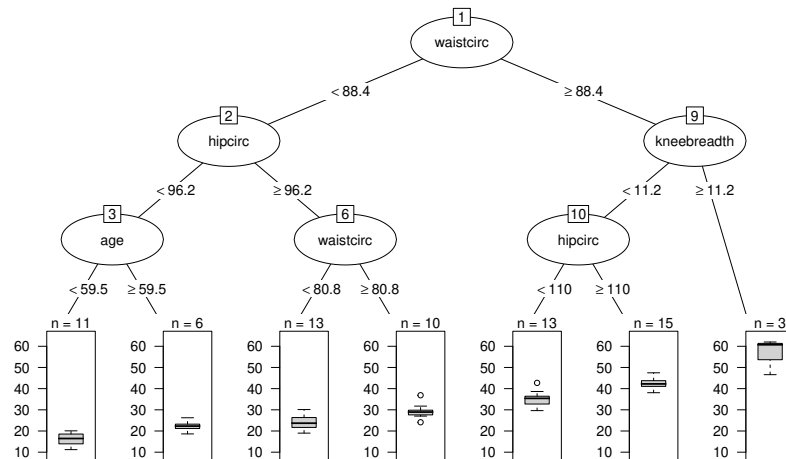 1
waistcirc
< 88.4 ≥ 88.4
2 9
hipcirc kneebreadth
< 96.2 ≥ 96.2 < 11.2 ≥ 11.2
3 6 10
age waistcirc hipcirc
< 59.5 ≥ 59.5 < 80.8 ≥ 80.8 < 110 ≥ 110
n = 11 n = 6 n = 13 n = 10 n = 13 n = 15 n = 3
60 60 60 60 60 60 60
50 50 50 50 50 50 50
40 40 40 40 40 40 40
30 30 30 30 30 30 30
20 20 20 20 20 20 20
10 10 10 10 10 10 10